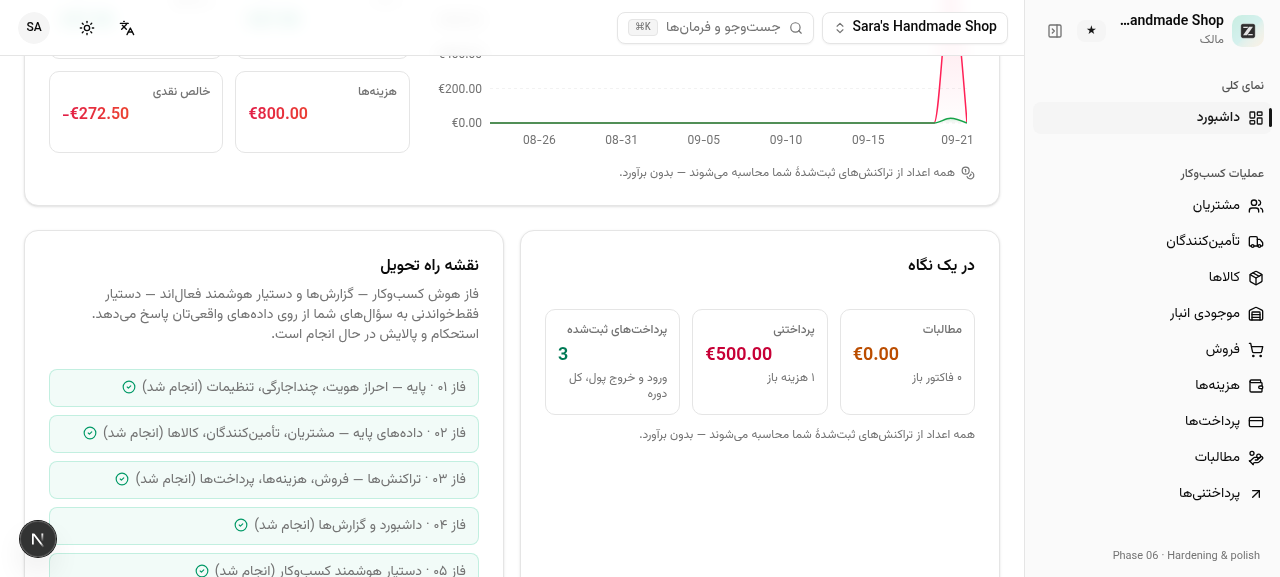 ...andmade Shop
مالک
نمای کلی
داشبورد
عملیات کسب‌وکار
مشتریان
تأمین‌کنندگان
کالاها
موجودی انبار
فروش
هزینه‌ها
پرداخت‌ها
مطالبات
پرداختنی‌ها
Phase 06 · Hardening & polish
Sara's Handmade Shop
جست‌وجو و فرمان‌ها
⌘K
SA
€200.00
€0.00
08-26
08-31
09-05
09-10
09-15
09-21
هزینه‌ها
€800.00
خالص نقدی
-€272.50
همه اعداد از تراکنش‌های ثبت‌شدهٔ شما محاسبه می‌شوند — بدون برآورد.
در یک نگاه
مطالبات
€0.00
۰ فاکتور باز
پرداختنی
€500.00
۱ هزینه باز
پرداخت‌های ثبت‌شده
3
ورود و خروج پول، کل
دوره
همه اعداد از تراکنش‌های ثبت‌شدهٔ شما محاسبه می‌شوند — بدون برآورد.
نقشه راه تحویل
فاز هوش کسب‌وکار — گزارش‌ها و دستیار هوشمند فعال‌اند — دستیار
فقط‌خواندنی به سؤال‌های شما از روی داده‌های واقعی‌تان پاسخ می‌دهد.
استحکام و پالایش در حال انجام است.
فاز ۰۱ · پایه — احراز هویت، چنداجارگی، تنظیمات (انجام شد)
فاز ۰۲ · داده‌های پایه — مشتریان، تأمین‌کنندگان، کالاها (انجام شد)
فاز ۰۳ · تراکنش‌ها — فروش، هزینه‌ها، پرداخت‌ها (انجام شد)
فاز ۰۴ · داشبورد و گزارش‌ها (انجام شد)
فاز ۰۵ · دستیار هوشمند کسب‌وکار (انجام شد)